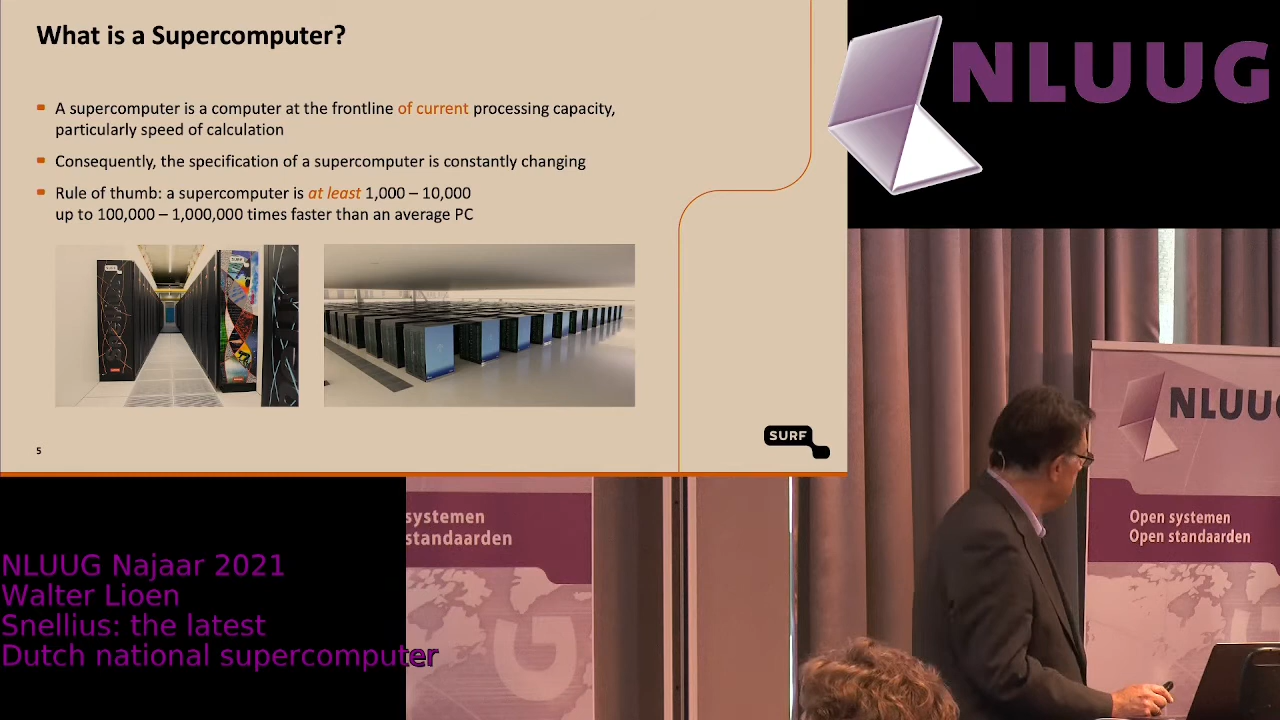 What is a Supercomputer?
A supercomputer is a computer at the frontline of current processing capacity,
particularly speed of calculation
Consequently, the specification of a supercomputer is constantly changing
Rule of thumb: a supercomputer is at least 1,000 – 10,000
up to 100,000 – 1,000,000 times faster than an average PC
5
SURF
NLUUG
NLUUG Najaar 2021
Walter Lioen
Snellius: the latest
Dutch national supercomputer
systemen
standaarden
NLUUG
Open systemen
Open standaarden
G